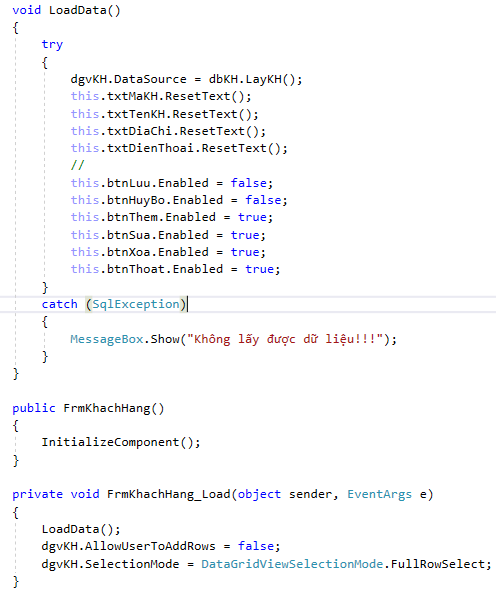 void LoadData()
{
    try
    {
        dgvKH.DataSource = dbKH.LayKH();
        this.txtMaKH.ResetText();
        this.txtTenKH.ResetText();
        this.txtDiaChi.ResetText();
        this.txtDienThoai.ResetText();
        //
        this.btnLuu.Enabled = false;
        this.btnHuyBo.Enabled = false;
        this.btnThem.Enabled = true;
        this.btnSua.Enabled = true;
        this.btnXoa.Enabled = true;
        this.btnThoat.Enabled = true;
    }
    catch (SqlException)
    {
        MessageBox.Show("Không lấy được dữ liệu!!!");
    }
}

public FrmKhachHang()
{
    InitializeComponent();
}

private void FrmKhachHang_Load(object sender, EventArgs e)
{
    LoadData();
    dgvKH.AllowUserToAddRows = false;
    dgvKH.SelectionMode = DataGridViewSelectionMode.FullRowSelect;
}